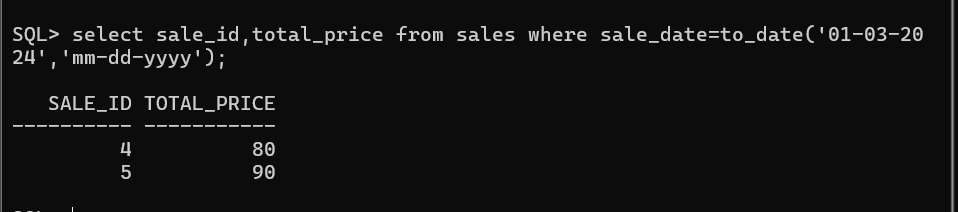 SQL> select sale_id,total_price from sales where sale_date=to_date('01-03-20
24','mm-dd-yyyy');
   SALE_ID TOTAL_PRICE
---------- -----------
         4          80
         5          90